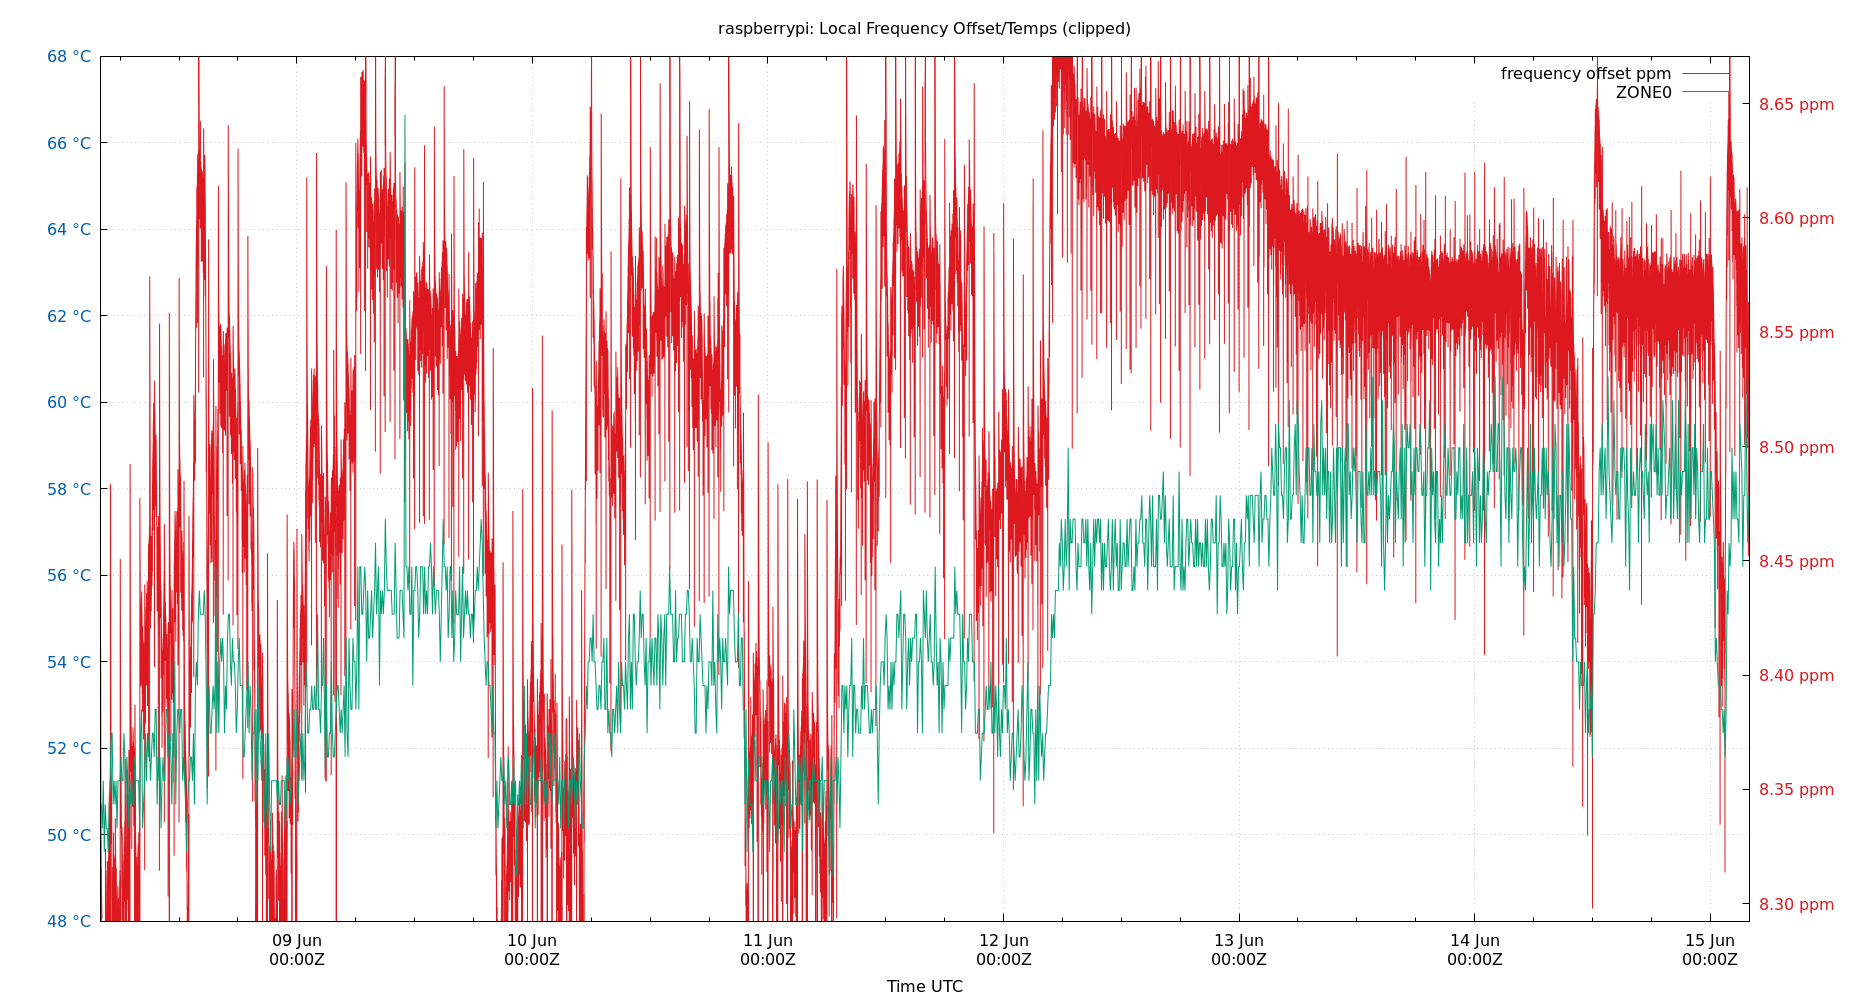 raspberrypi: Local Frequency Offset/Temps (clipped)
68 °C
66 °C
64 °C
62 °C
60 °C
58 °C
56 °C
54 °C
52 °C
50 °C
48 °C
frequency offset ppm
ZONE0
8.65 ppm
8.60 ppm
8.55 ppm
8.50 ppm
8.45 ppm
8.40 ppm
8.35 ppm
8.30 ppm
09 Jun
00:00Z
10 Jun
00:00Z
11 Jun
00:00Z
12 Jun
00:00Z
13 Jun
00:00Z
14 Jun
00:00Z
15 Jun
00:00Z
Time UTC